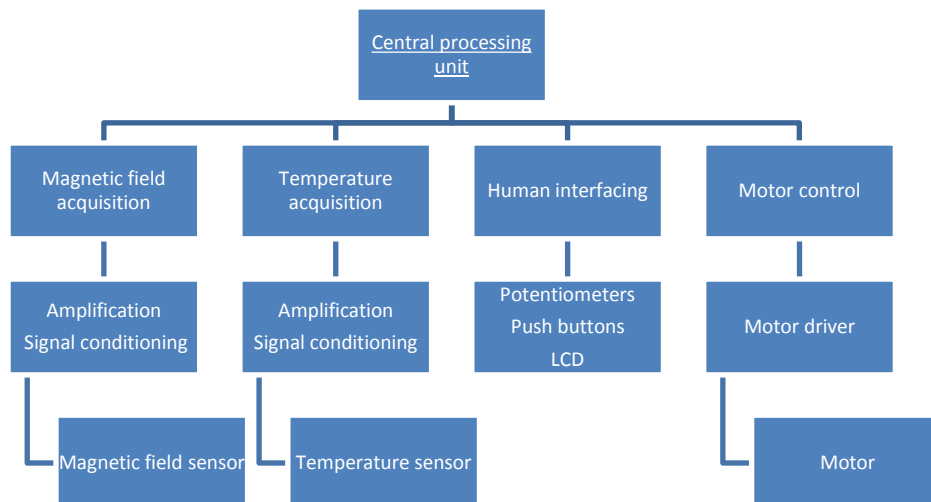 Central processing
unit
Magnetic field
acquisition
Temperature
acquisition
Human interfacing
Motor control
Amplification
Signal conditioning
Amplification
Signal conditioning
Potentiometers
Push buttons
LCD
Motor driver
Magnetic field sensor
Temperature sensor
Motor